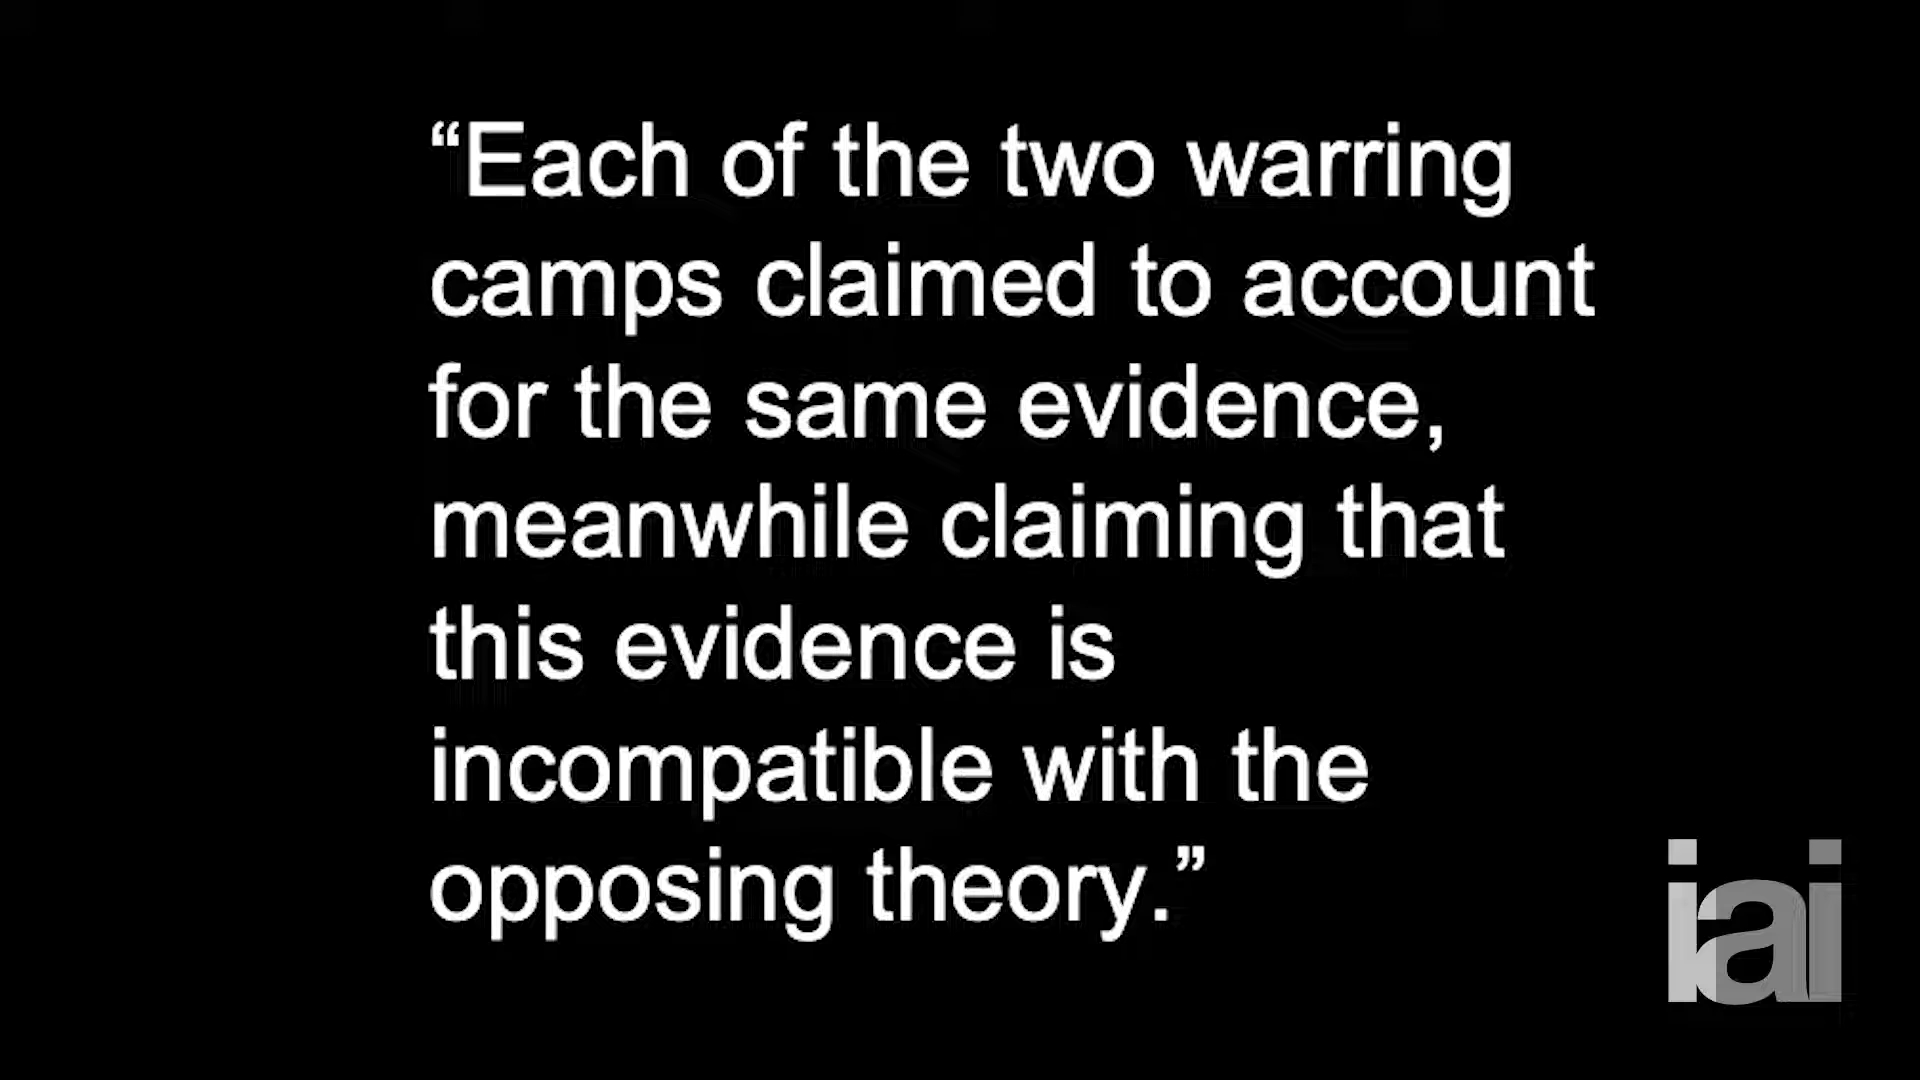 “Each of the two warring
camps claimed to account
for the same evidence,
meanwhile claiming that
this evidence is
incompatible with the
opposing theory.”
iai